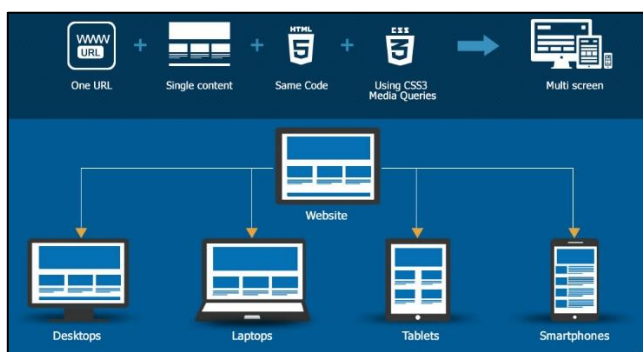 WWW
URL
One URL
Single content
HTML
5
Same Code
CSS
3
Using CSS3
Media Queries
Multi screen
Website
Desktops
Laptops
Tablets
Smartphones